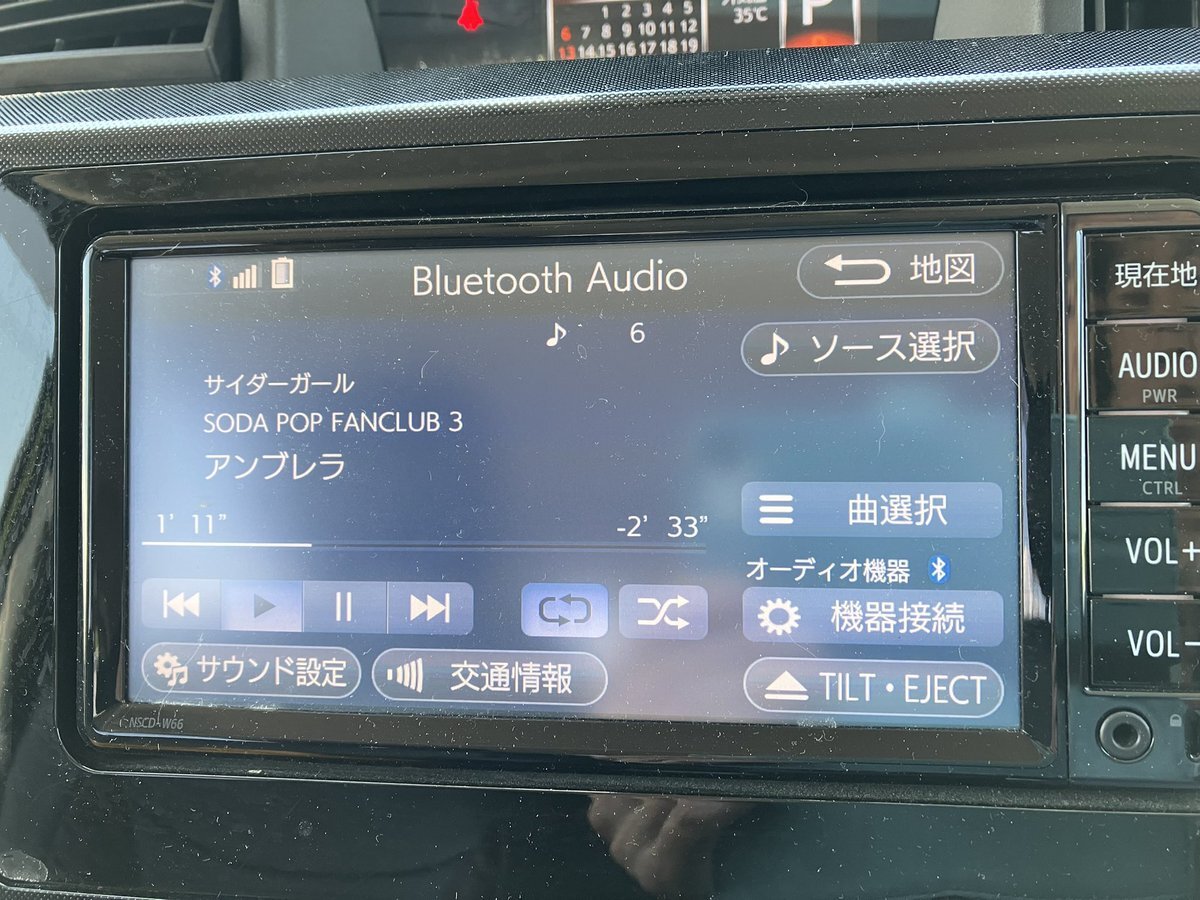 1 2 3 4 5
6 7 8 9 10 11 12
13 14 15 16 17 18 19
35℃
P
Bluetooth Audio
地図
6
ソース選択
サイダーガール
SODA POP FANCLUB 3
アンブレラ
1' 11"
-2' 33"
曲選択
オーディオ機器
機器接続
サウンド設定
交通情報
TILT・EJECT
NSCD-W66
現在地
AUDIO
PWR
MENU
CTRL
VOL+
VOL-